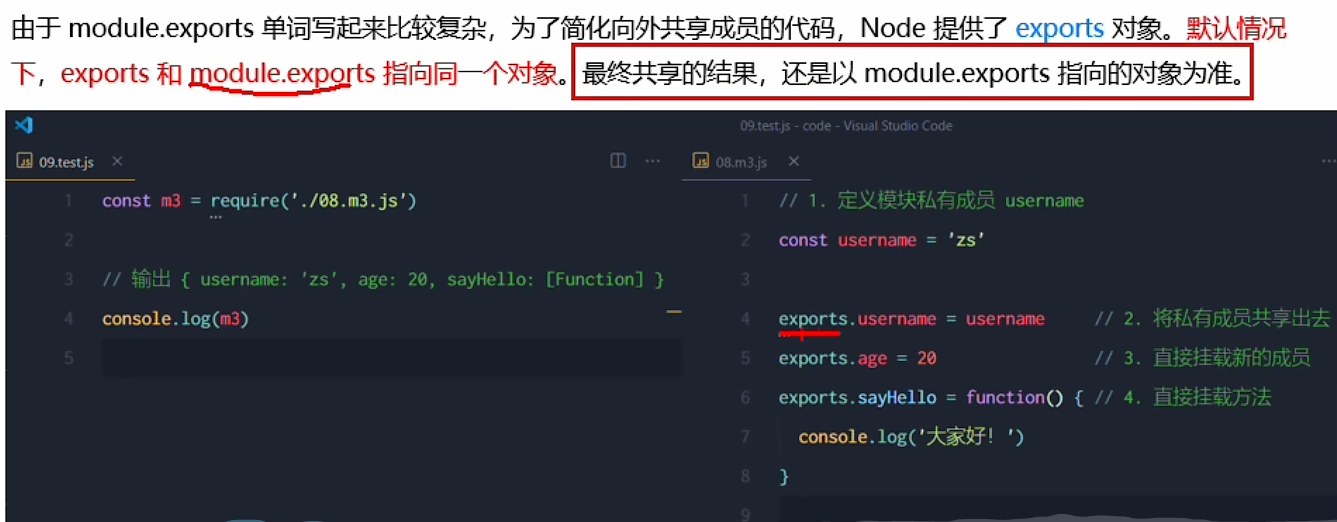 由于 module.exports 单词写起来比较复杂，为了简化向外共享成员的代码，Node 提供了 exports 对象。默认情况
下，exports 和 module.exports 指向同一个对象。最终共享的结果，还是以 module.exports 指向的对象为准。
09.test.js - code - Visual Studio Code
JS 09.test.js ×
1 const m3 = require('./08.m3.js')
2
3 // 输出 { username: 'zs', age: 20, sayHello: [Function] }
4 console.log(m3)
5
JS 08.m3.js ×
1 // 1. 定义模块私有成员 username
2 const username = 'zs'
3
4 exports.username = username // 2. 将私有成员共享出去
5 exports.age = 20 // 3. 直接挂载新的成员
6 exports.sayHello = function() { // 4. 直接挂载方法
7 console.log('大家好！')
8 }
9